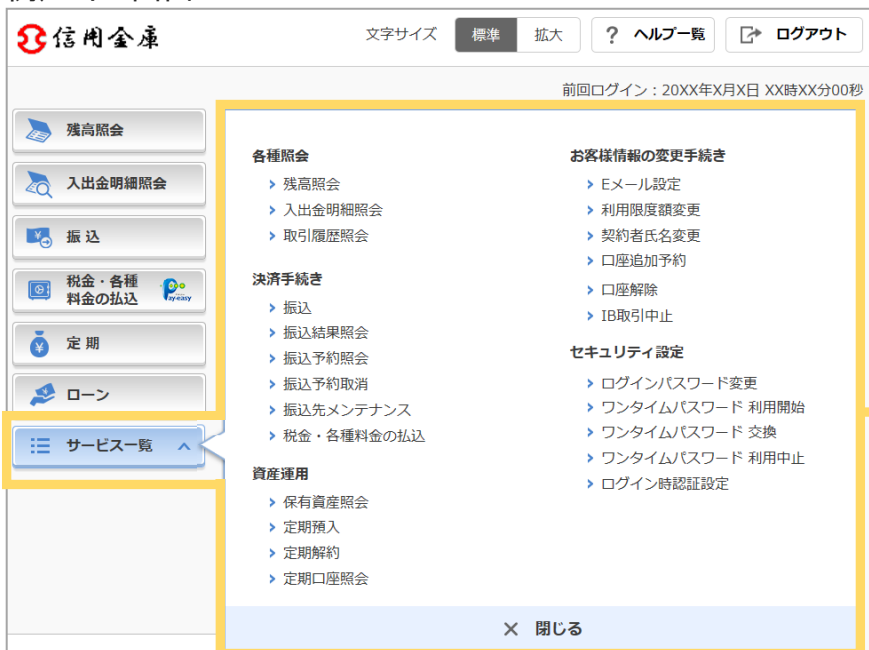 信用金庫
文字サイズ 標準 拡大 ? ヘルプ一覧 ログアウト
前回ログイン：20XX年X月X日 XX時XX分00秒
残高照会
入出金明細照会
振込
税金・各種
料金の払込
Pay-easy
定期
ローン
サービス一覧
各種照会
残高照会
入出金明細照会
取引履歴照会
決済手続き
振込
振込結果照会
振込予約照会
振込予約取消
振込先メンテナンス
税金・各種料金の払込
資産運用
保有資産照会
定期預入
定期解約
定期口座照会
お客様情報の変更手続き
Eメール設定
利用限度額変更
契約者氏名変更
口座追加予約
口座解除
IB取引中止
セキュリティ設定
ログインパスワード変更
ワンタイムパスワード 利用開始
ワンタイムパスワード 交換
ワンタイムパスワード 利用中止
ログイン時認証設定
× 閉じる